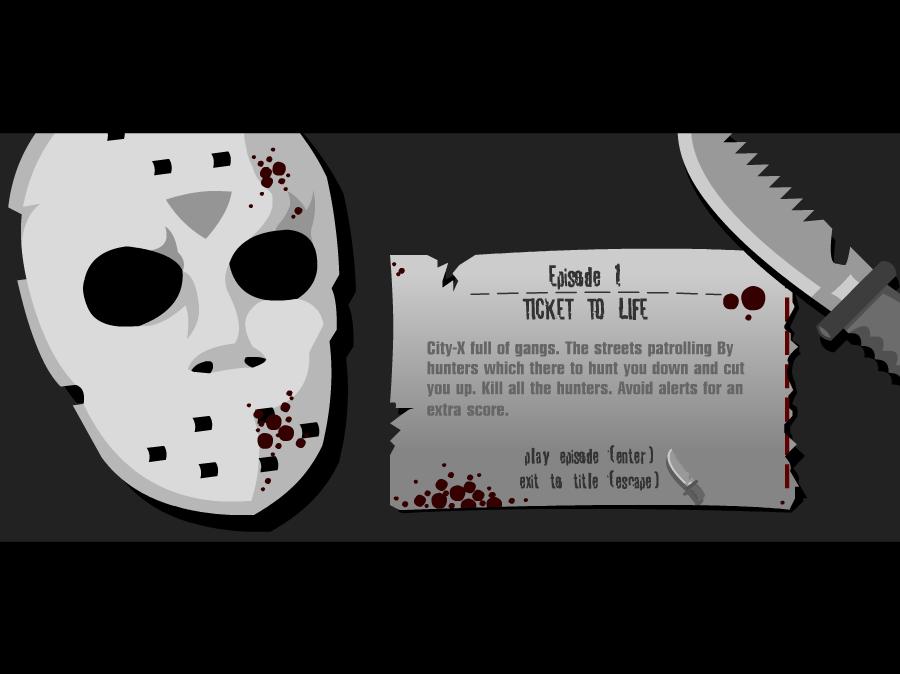 Episode 1
TICKET TO LIFE
City-X full of gangs. The streets patrolling By
hunters which there to hunt you down and cut
you up. Kill all the hunters. Avoid alerts for an
extra score.
play episode (enter)
exit to title (escape)